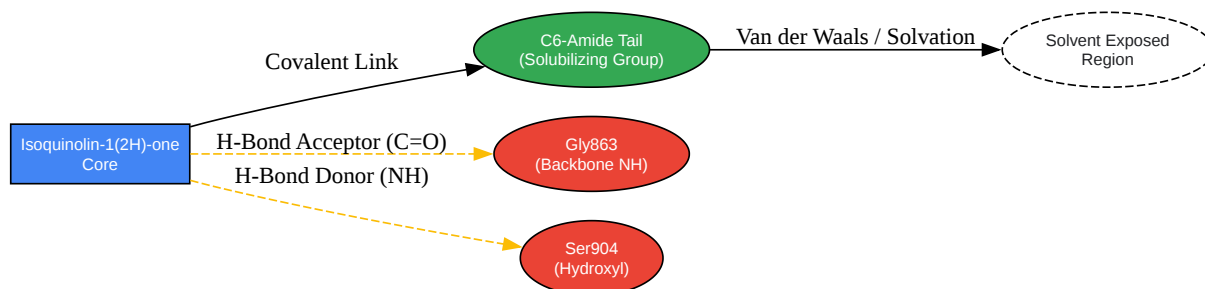 C6-Amide Tail
(Solubilizing Group)
Van der Waals / Solvation
Solvent Exposed
Region
Covalent Link
Isoquinolin-1(2H)-one
Core
H-Bond Acceptor (C=O)
Gly863
(Backbone NH)
H-Bond Donor (NH)
Ser904
(Hydroxyl)